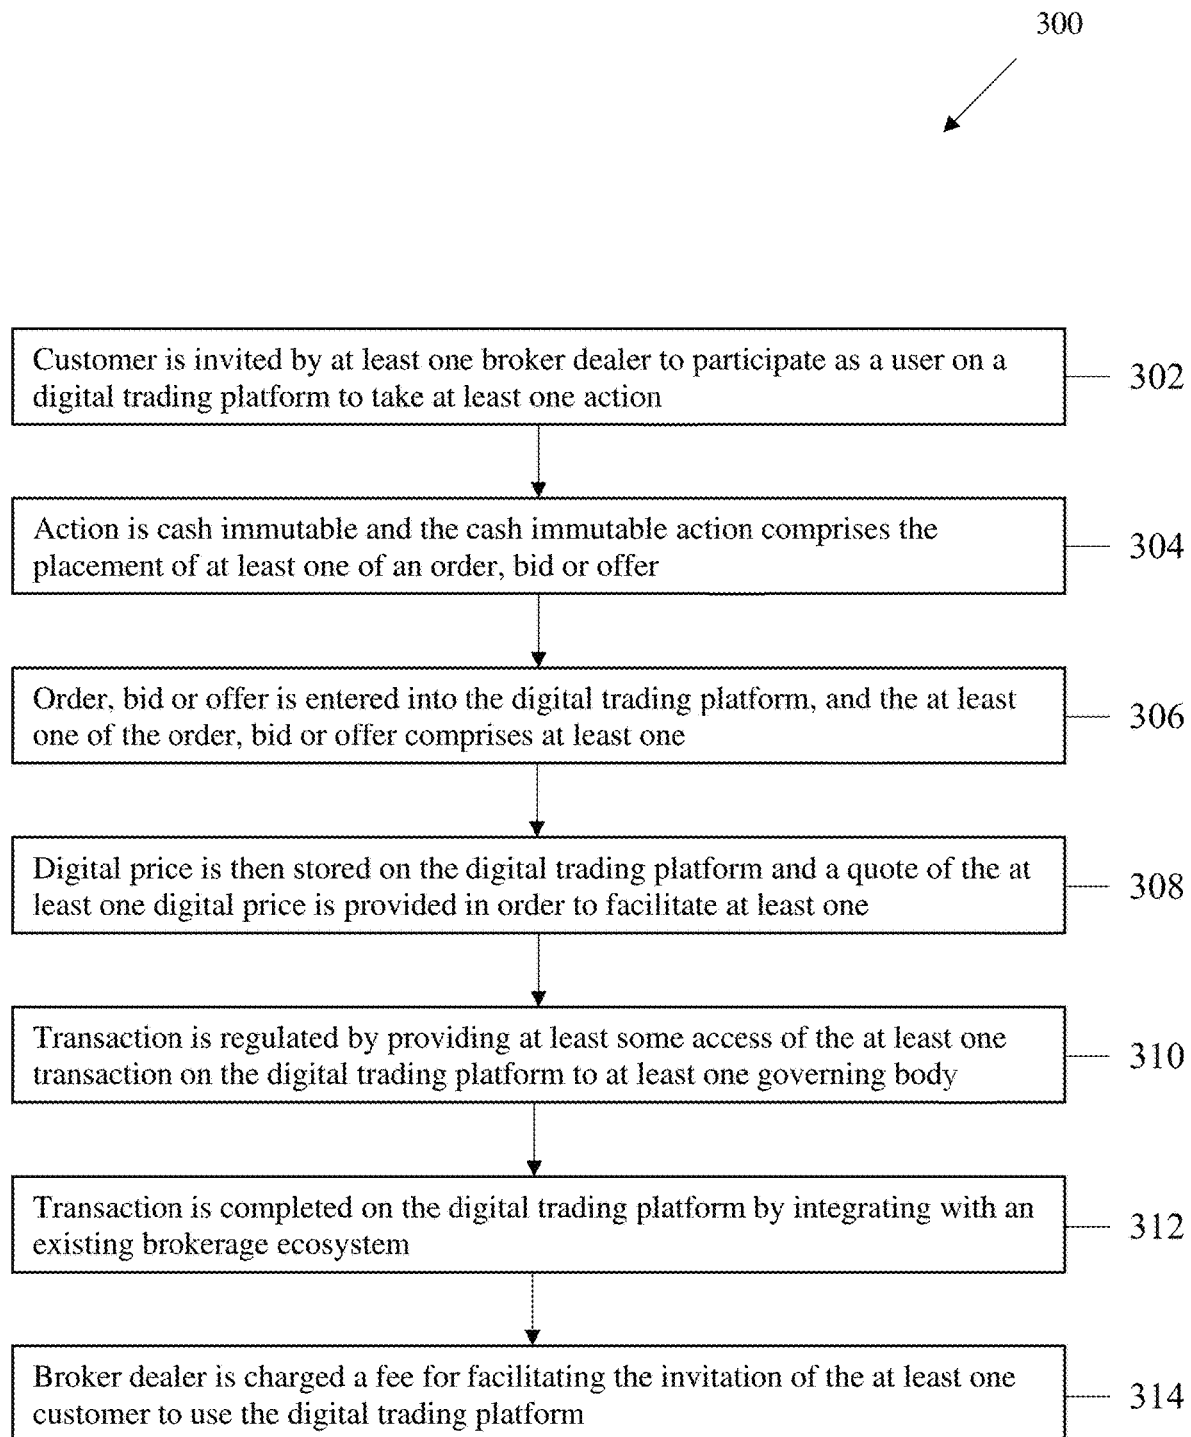 300
Customer is invited by at least one broker dealer to participate as a user on a
digital trading platform to take at least one action
302
Action is cash immutable and the cash immutable action comprises the
placement of at least one of an order, bid or offer
304
Order, bid or offer is entered into the digital trading platform, and the at least
one of the order, bid or offer comprises at least one
306
Digital price is then stored on the digital trading platform and a quote of the at
least one digital price is provided in order to facilitate at least one
308
Transaction is regulated by providing at least some access of the at least one
transaction on the digital trading platform to at least one governing body
310
Transaction is completed on the digital trading platform by integrating with an
existing brokerage ecosystem
312
Broker dealer is charged a fee for facilitating the invitation of the at least one
customer to use the digital trading platform
314